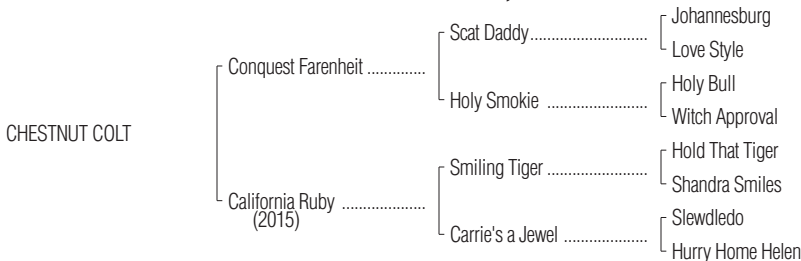 Johannesburg
Scat Daddy..............................
Love Style
Conquest Farenheit ..............
Holy Bull
Holy Smokie ..........................
Witch Approval
CHESTNUT COLT
Hold That Tiger
Smiling Tiger ..........................
Shandra Smiles
California Ruby ......................
(2015)
Slewdledo
Carrie's a Jewel ......................
Hurry Home Helen